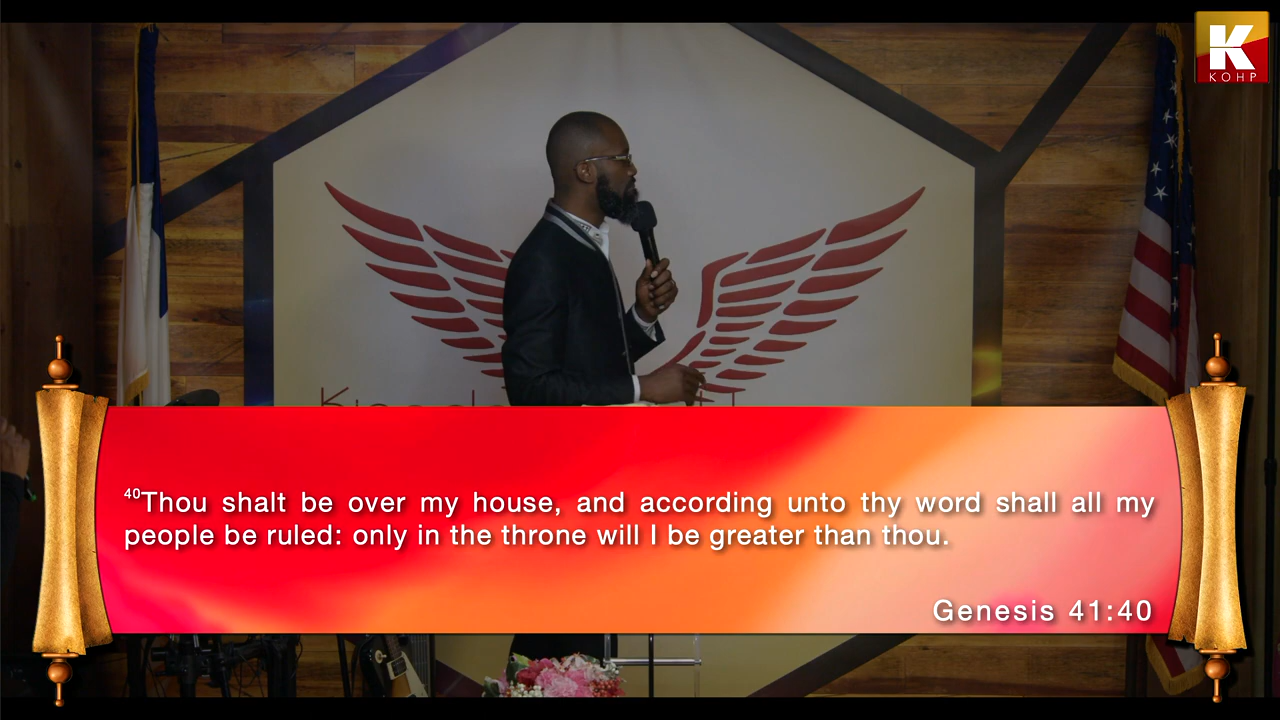 K
KOHP
⁴⁰Thou shalt be over my house, and according unto thy word shall all my
people be ruled: only in the throne will I be greater than thou.
Genesis 41:40